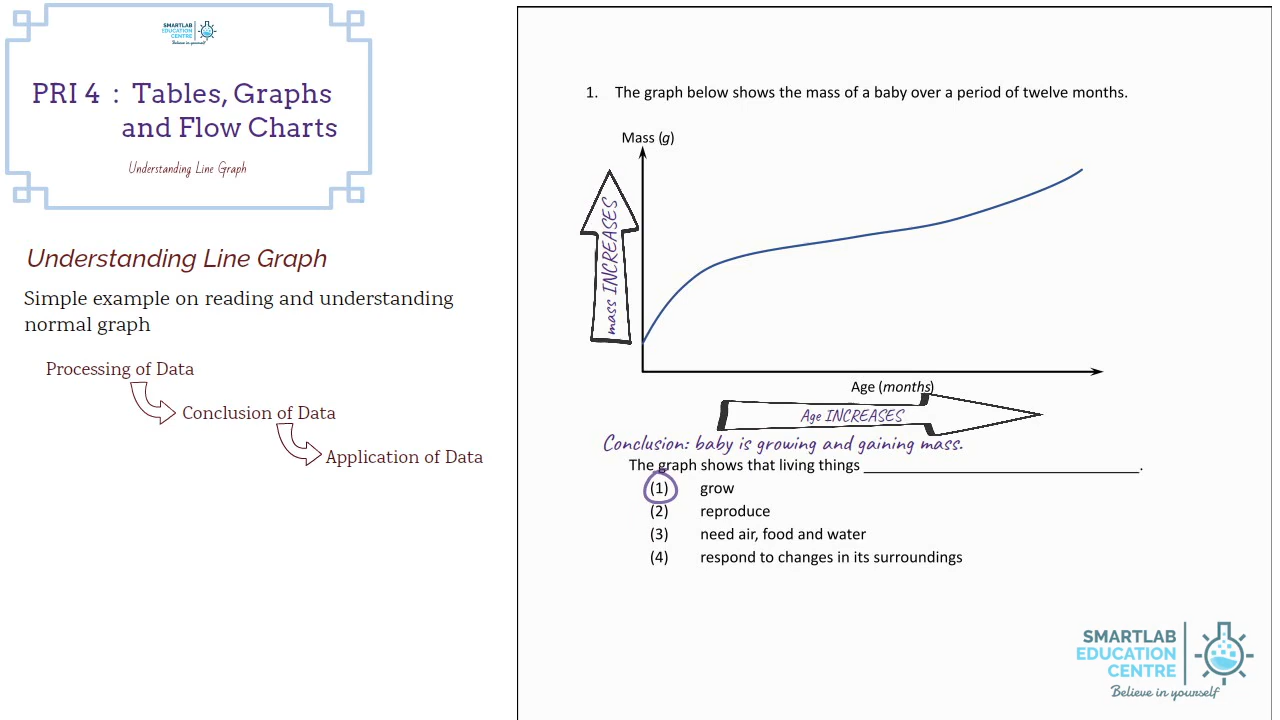 SMARTLAB
EDUCATION
CENTRE
Believe in yourself
PRI 4 : Tables, Graphs
and Flow Charts
Understanding Line Graph
Understanding Line Graph
Simple example on reading and understanding
normal graph
Processing of Data
Conclusion of Data
Application of Data
1. The graph below shows the mass of a baby over a period of twelve months.
Mass (g)
mass INCREASES
Age (months)
Age INCREASES
Conclusion: baby is growing and gaining mass.
The graph shows that living things ______________________________.
(1) grow
(2) reproduce
(3) need air, food and water
(4) respond to changes in its surroundings
SMARTLAB
EDUCATION
CENTRE
Believe in yourself